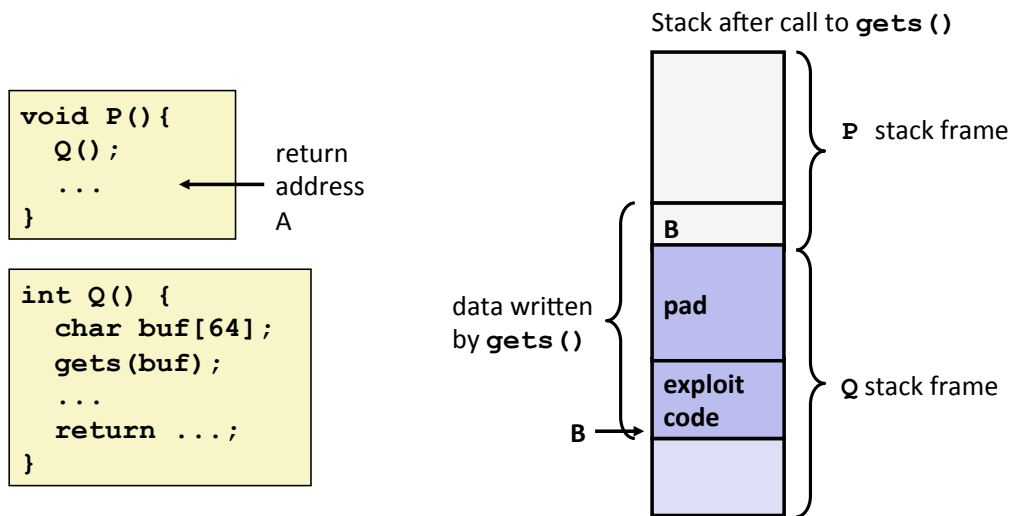 Stack after call to gets()
void P(){
  Q();
  ...
}
return
address
A
int Q() {
  char buf[64];
  gets(buf);
  ...
  return ...;
}
P stack frame
B
data written
by gets()
pad
exploit
code
B
Q stack frame